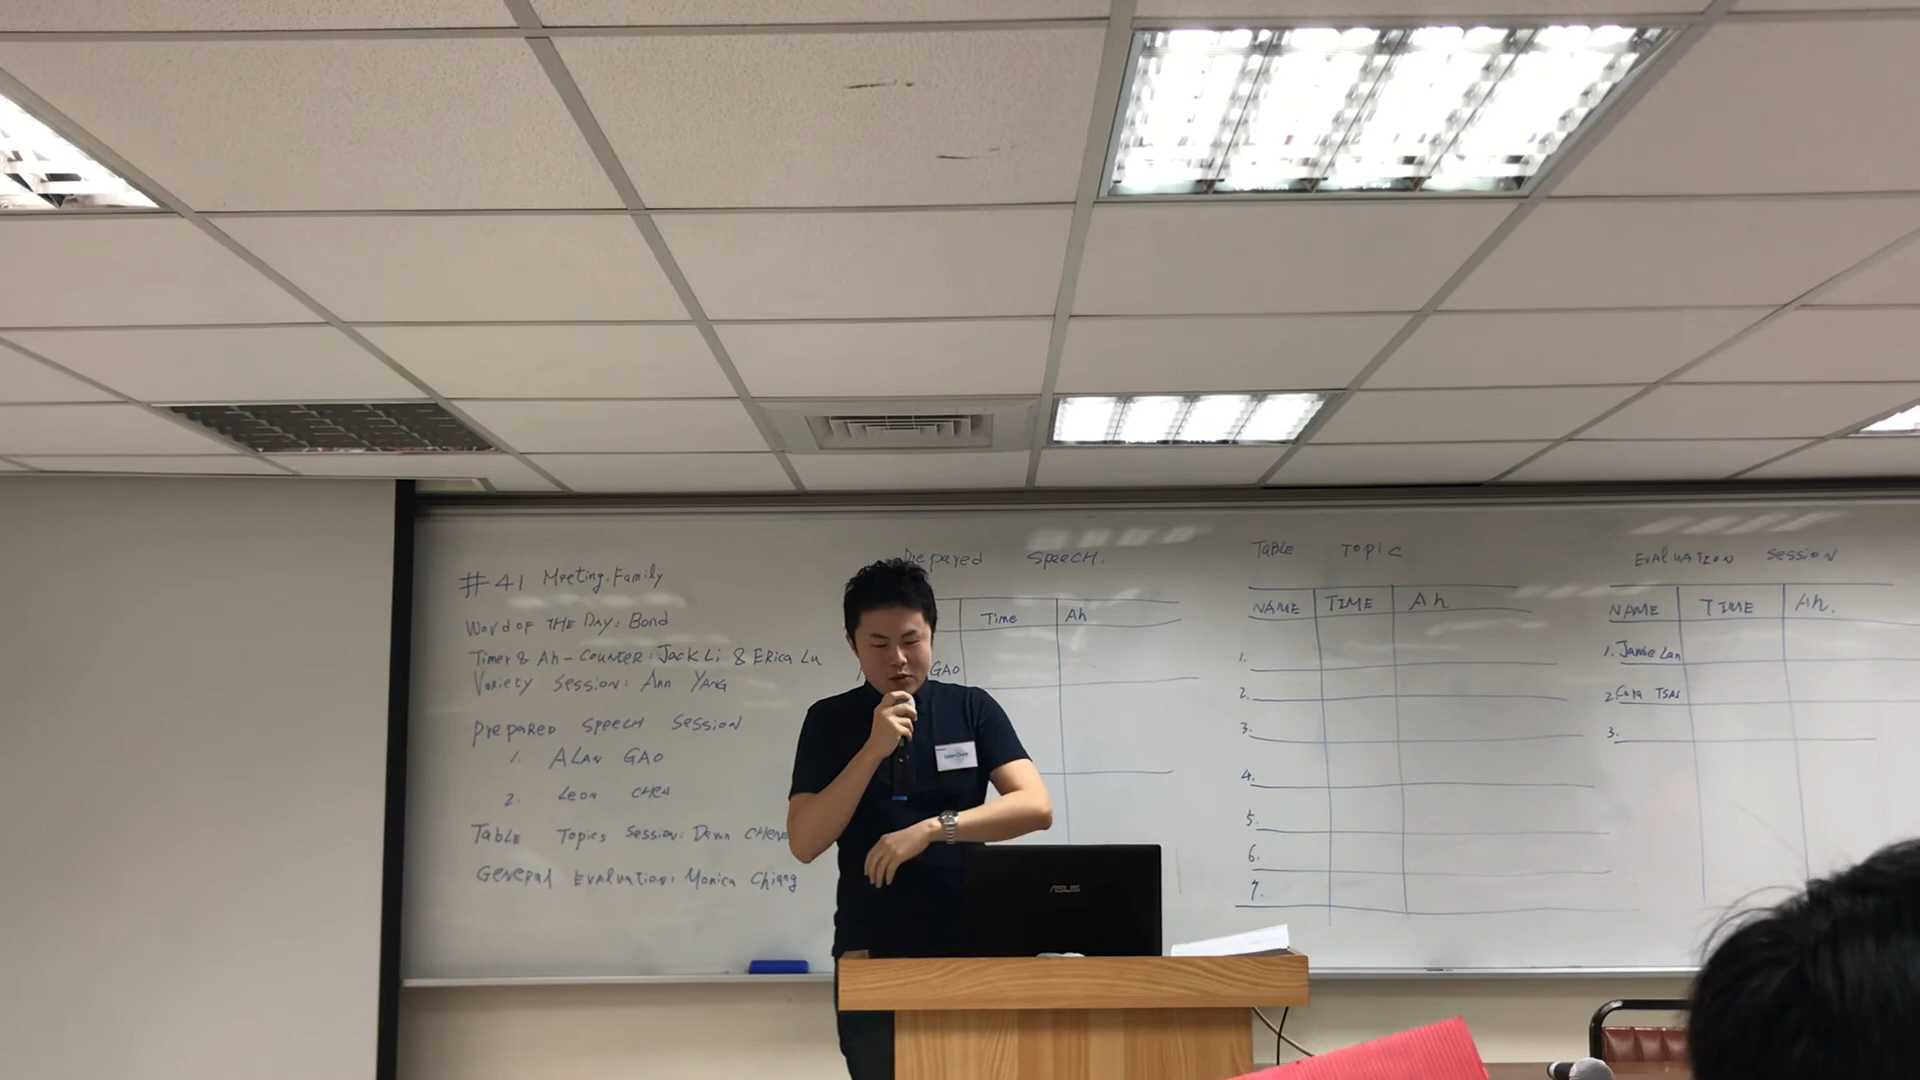 #41 Meeting: Family
Word OF THE Day: Bond
Timer & Ah-COUNTER: Jack Li & ERica Lu
Variety Session: Ann YANG
prepared speecH Session
1. ALan GAO
2. Leon CHen
Table Topics Session: Dawn CHeng
General Evaluation: Monica Chiang
Prepared SpeecH.
Time Ah
GAO
Table Topic
NAME TIME Ah
1.
2.
3.
4.
5.
6.
7.
Evaluation Session
NAME TIME Ah.
1. Jamie Lan
2. TSAI
3.
ASUS